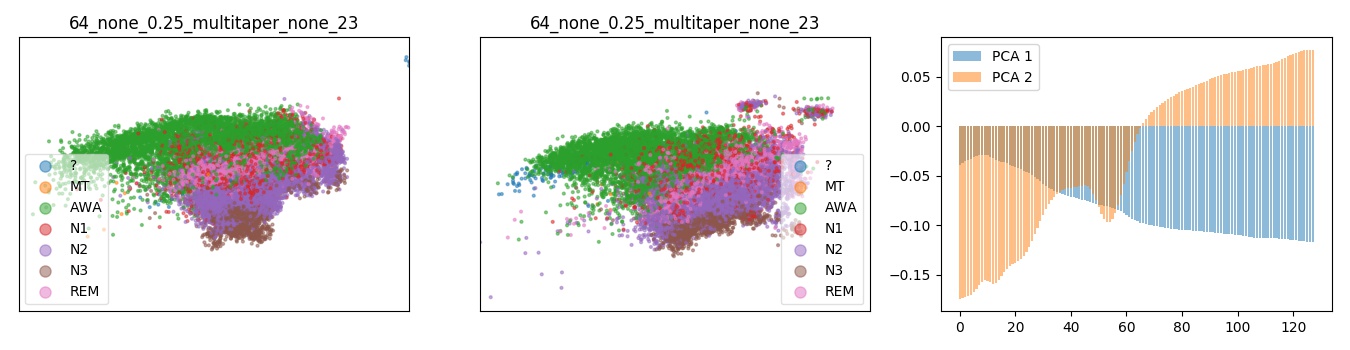 64_none_0.25_multitaper_none_23
?
MT
AWA
N1
N2
N3
REM
64_none_0.25_multitaper_none_23
?
MT
AWA
N1
N2
N3
REM
PCA 1
PCA 2
0.05
0.00
−0.05
−0.10
−0.15
0
20
40
60
80
100
120